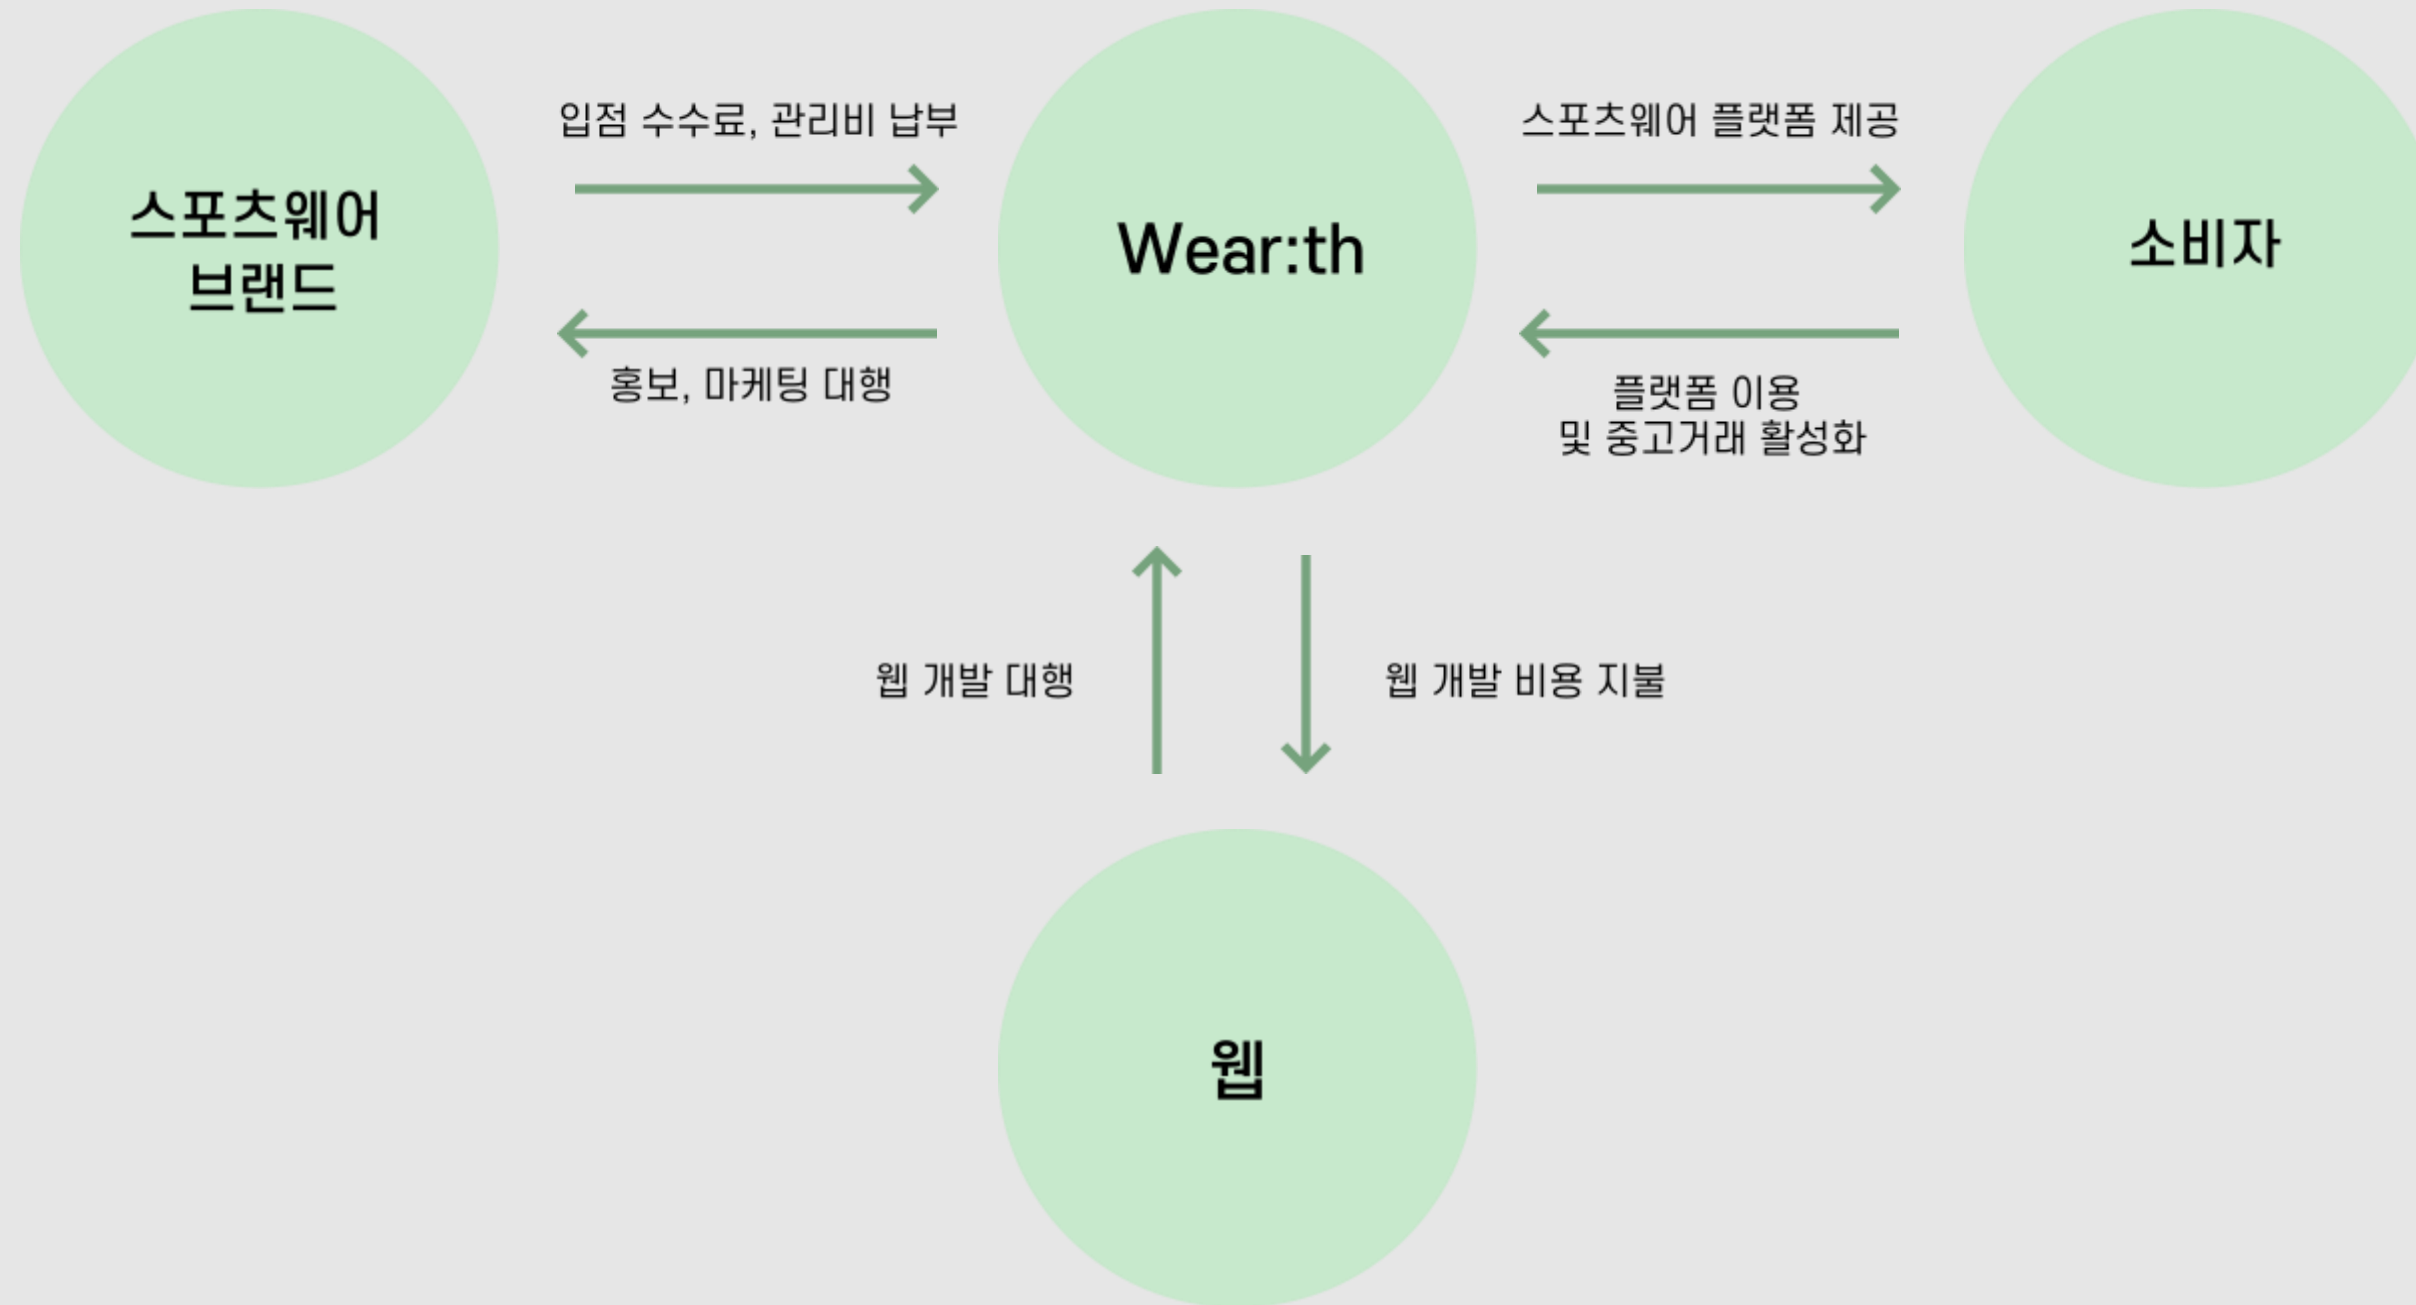 입점 수수료, 관리비 납부
스포츠웨어 플랫폼 제공
스포츠웨어
브랜드
Wear:th
소비자
홍보, 마케팅 대행
플랫폼 이용
및 중고거래 활성화
웹 개발 대행
웹 개발 비용 지불
웹